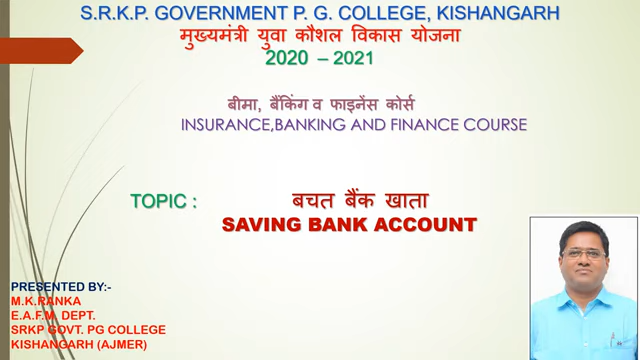 S.R.K.P. GOVERNMENT P. G. COLLEGE, KISHANGARH
मुख्यमंत्री युवा कौशल विकास योजना
2020 – 2021
बीमा, बैंकिंग व फाइनेंस कोर्स
INSURANCE,BANKING AND FINANCE COURSE
TOPIC : बचत बैंक खाता
SAVING BANK ACCOUNT
PRESENTED BY:-
M.K.RANKA
E.A.F.M. DEPT.
SRKP GOVT. PG COLLEGE
KISHANGARH (AJMER)